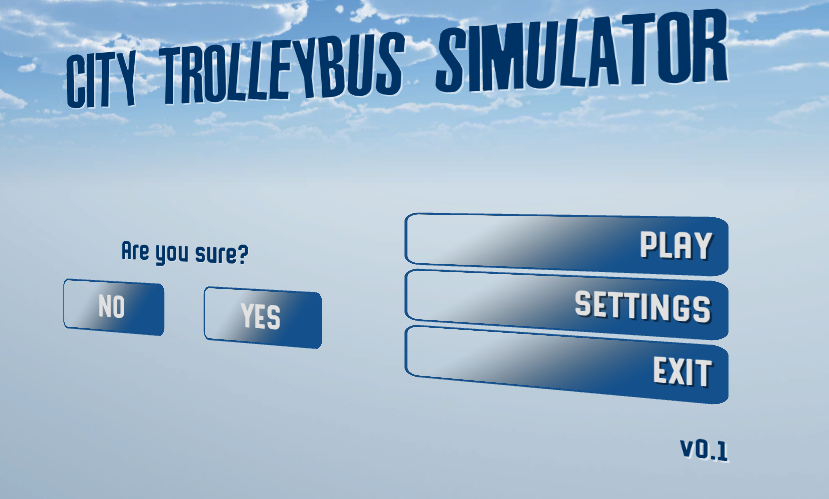 CITY TROLLEYBUS SIMULATOR
Are you sure?
NO
YES
PLAY
SETTINGS
EXIT
v0.1